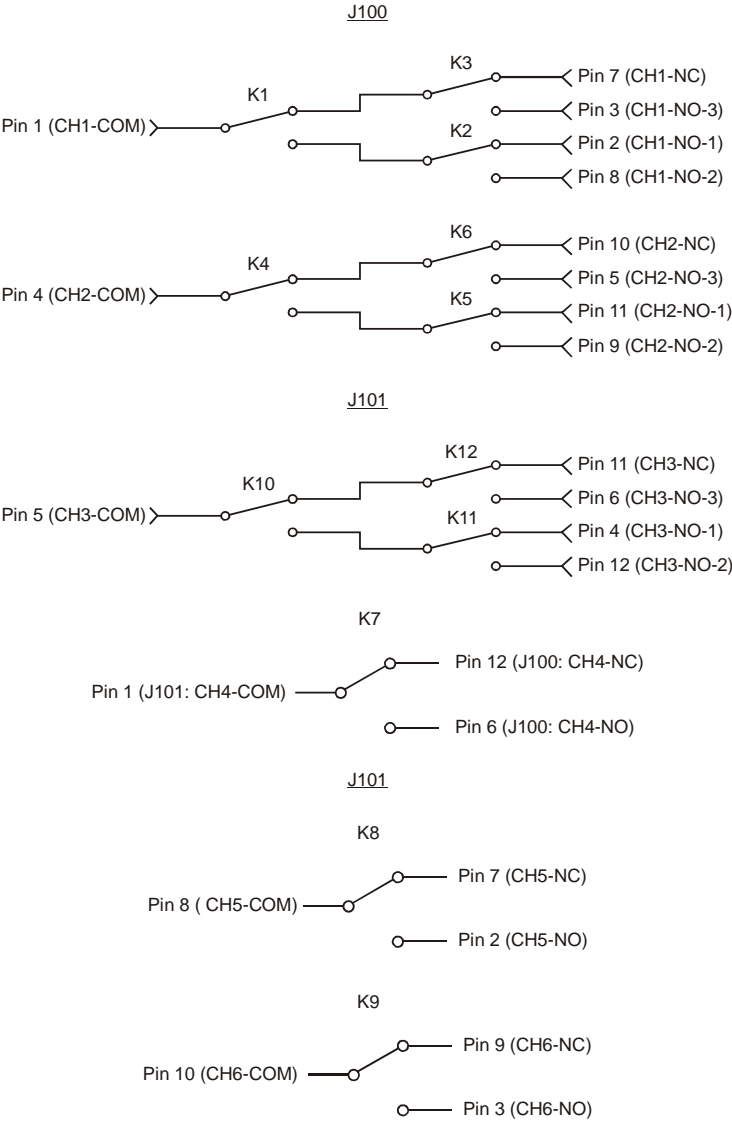 J100
K3
Pin 7 (CH1-NC)
K1
Pin 3 (CH1-NO-3)
Pin 1 (CH1-COM)
K2
Pin 2 (CH1-NO-1)
Pin 8 (CH1-NO-2)
K6
Pin 10 (CH2-NC)
K4
Pin 5 (CH2-NO-3)
Pin 4 (CH2-COM)
K5
Pin 11 (CH2-NO-1)
Pin 9 (CH2-NO-2)
J101
K12
Pin 11 (CH3-NC)
K10
Pin 6 (CH3-NO-3)
Pin 5 (CH3-COM)
K11
Pin 4 (CH3-NO-1)
Pin 12 (CH3-NO-2)
K7
Pin 12 (J100: CH4-NC)
Pin 1 (J101: CH4-COM)
Pin 6 (J100: CH4-NO)
J101
K8
Pin 7 (CH5-NC)
Pin 8 ( CH5-COM)
Pin 2 (CH5-NO)
K9
Pin 9 (CH6-NC)
Pin 10 (CH6-COM)
Pin 3 (CH6-NO)